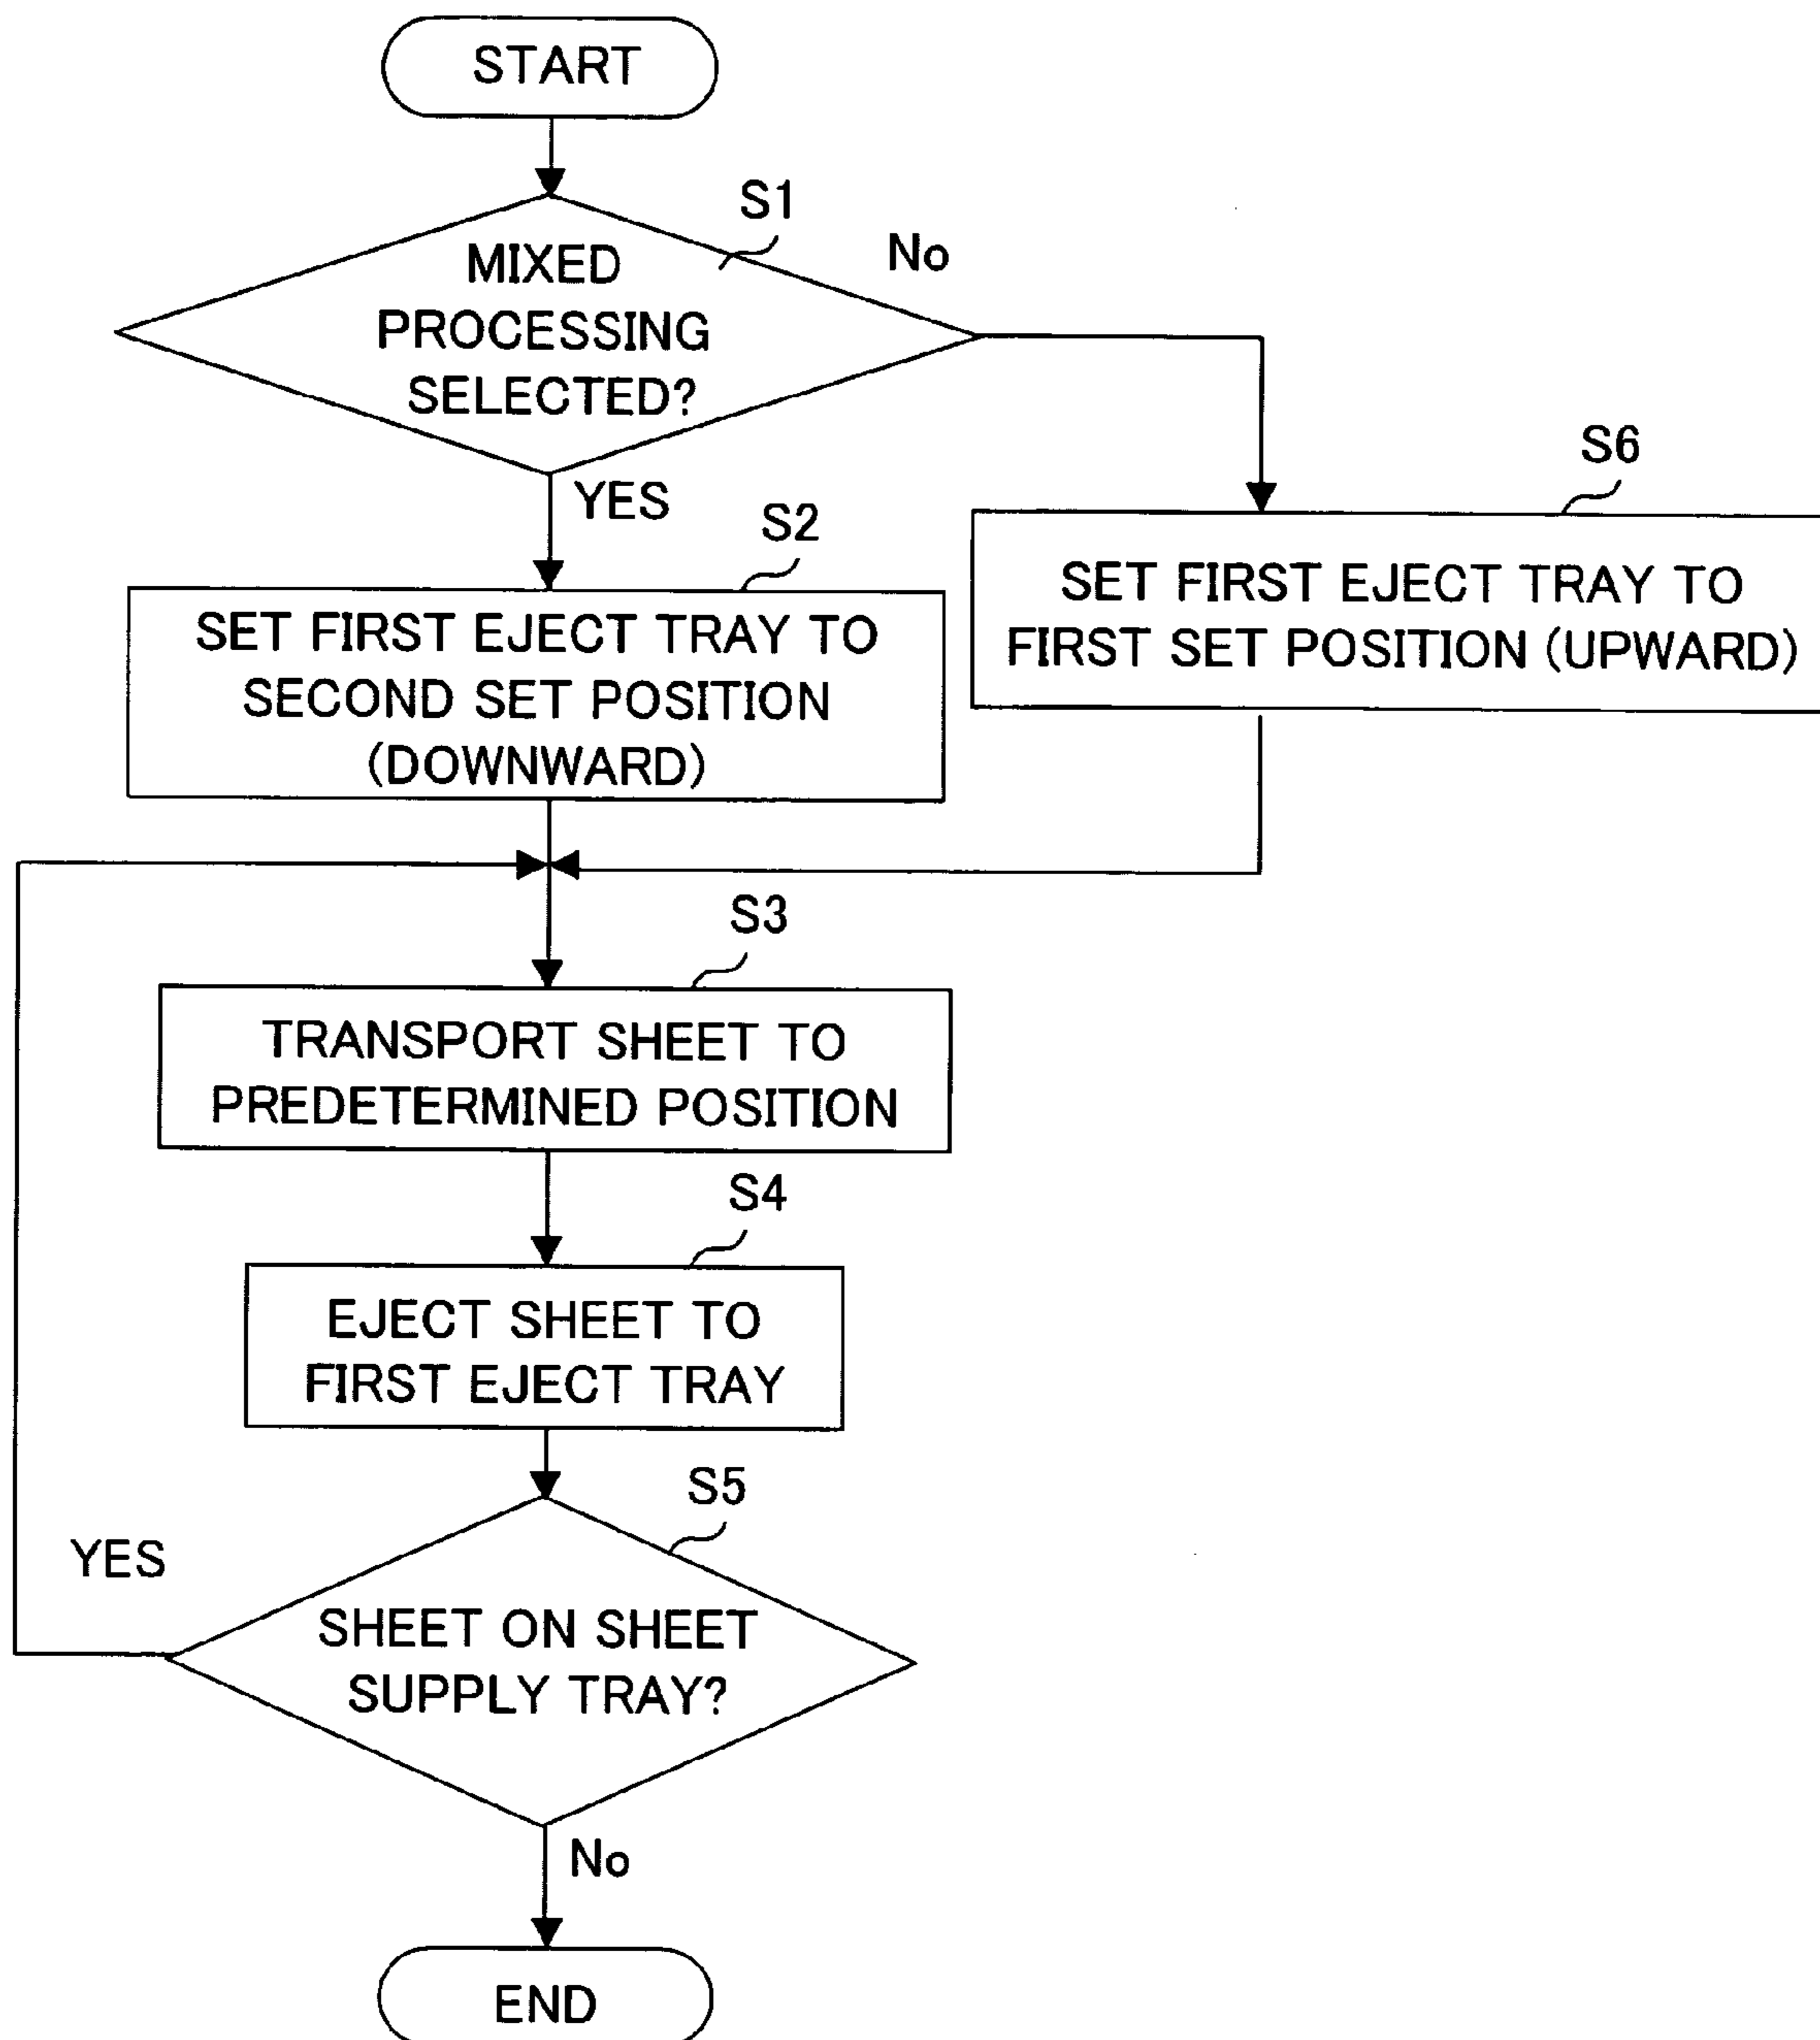 START
S1
No
MIXED
PROCESSING
SELECTED?
YES
S2
SET FIRST EJECT TRAY TO
SECOND SET POSITION
(DOWNWARD)
S6
SET FIRST EJECT TRAY TO
FIRST SET POSITION (UPWARD)
S3
TRANSPORT SHEET TO
PREDETERMINED POSITION
S4
EJECT SHEET TO
FIRST EJECT TRAY
S5
YES
SHEET ON SHEET
SUPPLY TRAY?
No
END